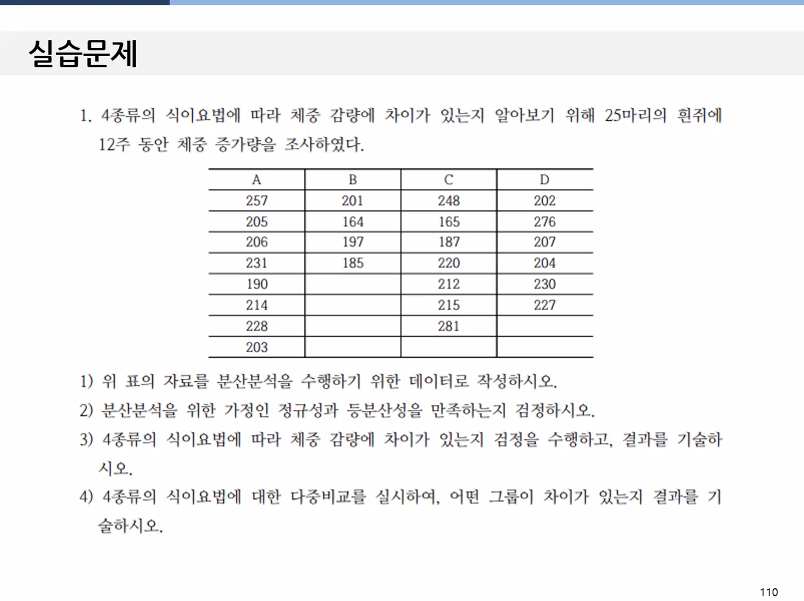 실습문제
1. 4종류의 식이요법에 따라 체중 감량에 차이가 있는지 알아보기 위해 25마리의 흰쥐에
12주 동안 체중 증가량을 조사하였다.
A B C D
257 201 248 202
205 164 165 276
206 197 187 207
231 185 220 204
190 212 230
214 215 227
228 281
203
1) 위 표의 자료를 분산분석을 수행하기 위한 데이터로 작성하시오.
2) 분산분석을 위한 가정인 정규성과 등분산성을 만족하는지 검정하시오.
3) 4종류의 식이요법에 따라 체중 감량에 차이가 있는지 검정을 수행하고, 결과를 기술하
시오.
4) 4종류의 식이요법에 대한 다중비교를 실시하여, 어떤 그룹이 차이가 있는지 결과를 기
술하시오.
110